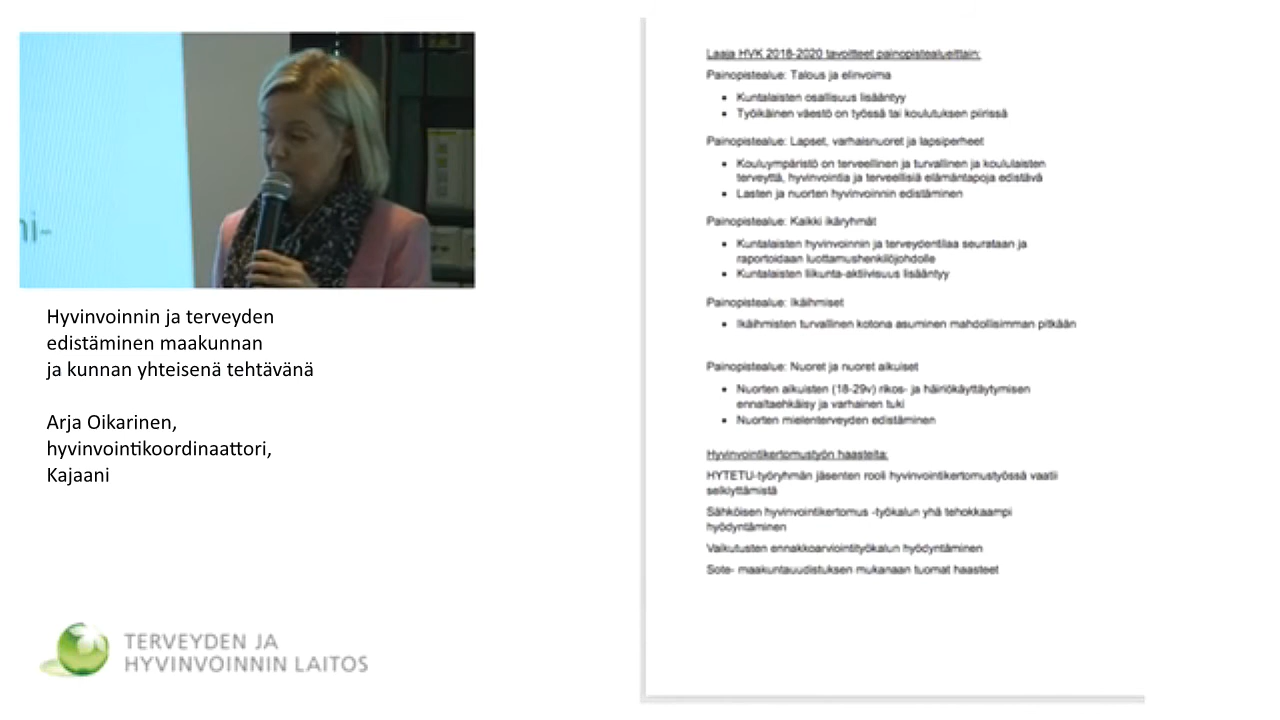 ni-
Hyvinvoinnin ja terveyden
edistäminen maakunnan
ja kunnan yhteisenä tehtävänä
Arja Oikarinen,
hyvinvointikoordinaattori,
Kajaani
TERVEYDEN JA
HYVINVOINNIN LAITOS
Laaja HVK 2018-2020 tavoitteet painopistealueittain:
Painopistealue: Talous ja elinvoima
• Kuntalaisten osallisuus lisääntyy
• Työikäinen väestö on työssä tai koulutuksen piirissä
Painopistealue: Lapset, varhaisnuoret ja lapsiperheet
• Kouluympäristö on terveellinen ja turvallinen ja koululaisten
terveyttä, hyvinvointia ja terveellisiä elämäntapoja edistävä
• Lasten ja nuorten hyvinvoinnin edistäminen
Painopistealue: Kaikki ikäryhmät
• Kuntalaisten hyvinvoinnin ja terveydentilaa seurataan ja
raportoidaan luottamushenkilöjohdolle
• Kuntalaisten liikunta-aktiivisuus lisääntyy
Painopistealue: Ikäihmiset
• Ikäihmisten turvallinen kotona asuminen mahdollisimman pitkään
Painopistealue: Nuoret ja nuoret aikuiset
• Nuorten aikuisten (18-29v) rikos- ja häiriökäyttäytymisen
ennaltaehkäisy ja varhainen tuki
• Nuorten mielenterveyden edistäminen
Hyvinvointikertomustyön haasteita:
HYTETU-työryhmän jäsenten rooli hyvinvointikertomustyössä vaatii
selkiyttämistä
Sähköisen hyvinvointikertomus -työkalun yhä tehokkaampi
hyödyntäminen
Vaikutusten ennakkoarviointityökalun hyödyntäminen
Sote- maakuntauudistuksen mukanaan tuomat haasteet